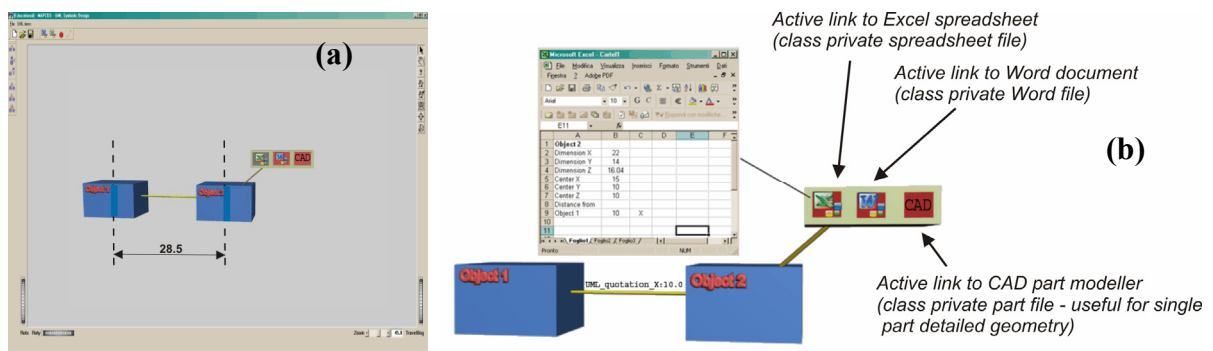 (a)
Object 1
Object 2
CAD
28.5
Zoom
(b)
Active link to Excel spreadsheet
(class private spreadsheet file)
Active link to Word document
(class private Word file)
Microsoft Excel - Cartel1
File Modifica Visualizza Inserisci Formato Strumenti Dati
Finestra ? Adobe PDF
Arial 10 G C
E11 fx
A B C D E F
1 Object 2
2 Dimension X 22
3 Dimension Y 14
4 Dimension Z 16.04
5 Center X 15
6 Center Y 10
7 Center Z 10
8 Distance from
9 Object 1 10 X
10
11
Foglio1 Foglio2 Foglio3
Pronto NUM
CAD
Object 1
UML_quotation_X:10.0
Object 2
Active link to CAD part modeller
(class private part file - useful for single
part detailed geometry)